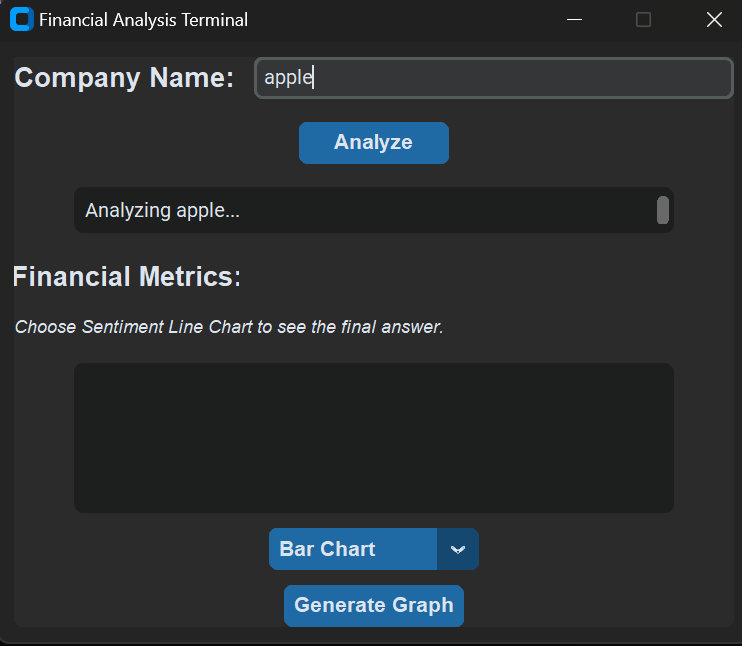 Financial Analysis Terminal
Company Name: apple
Analyze
Analyzing apple...
Financial Metrics:
Choose Sentiment Line Chart to see the final answer.
Bar Chart
Generate Graph